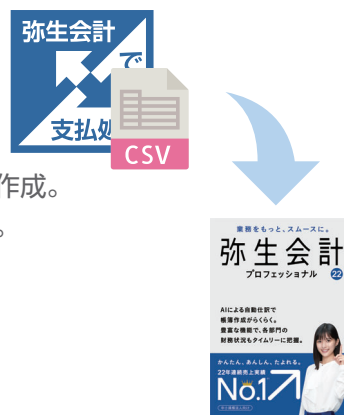 弥生会計
で
支払処
CSV
作成。
。
業務をもっと、スムースに。
弥生会計
プロフェッショナル 22
AIによる自動仕訳で
帳簿作成がらくらく。
豊富な機能で、各部門の
財務状況もタイムリーに把握。
かんたん、あんしん、たよれる。
22年連続売上実績
No.1